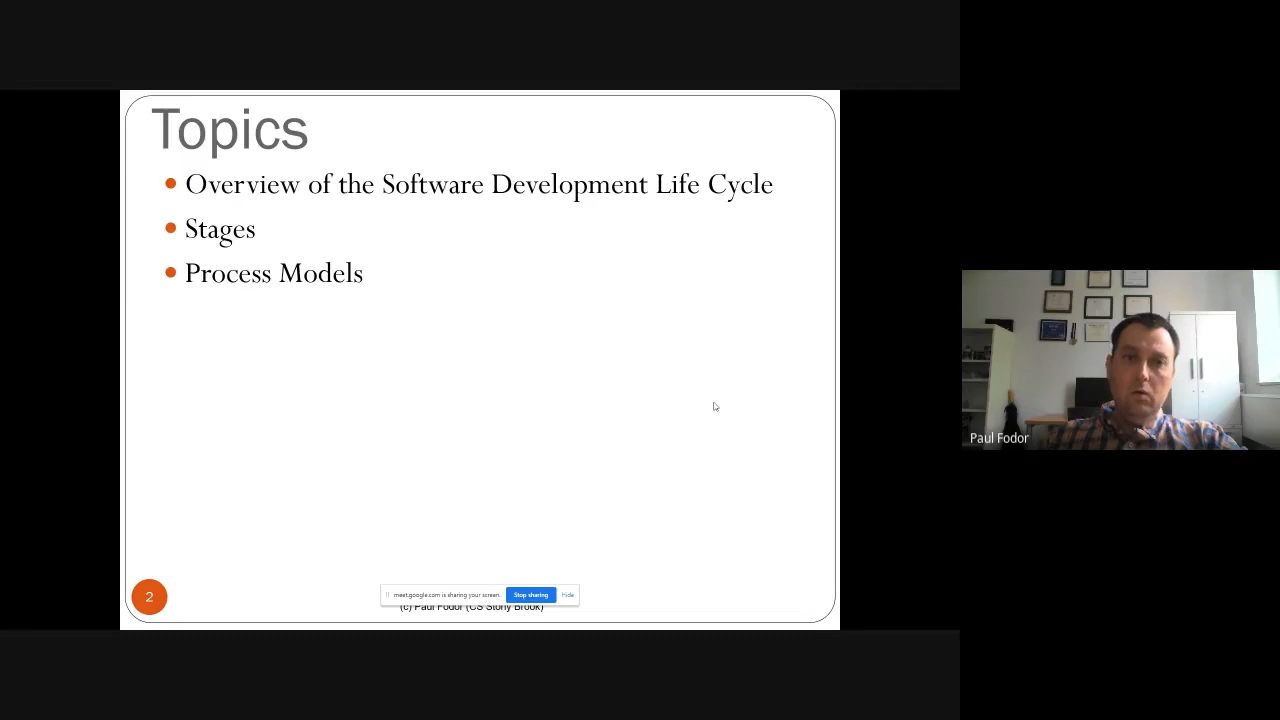 Topics
Overview of the Software Development Life Cycle
Stages
Process Models
2
meet.google.com is sharing your screen.
Stop sharing
Hide
(c) Paul Fodor (CS Stony Brook)
Paul Fodor